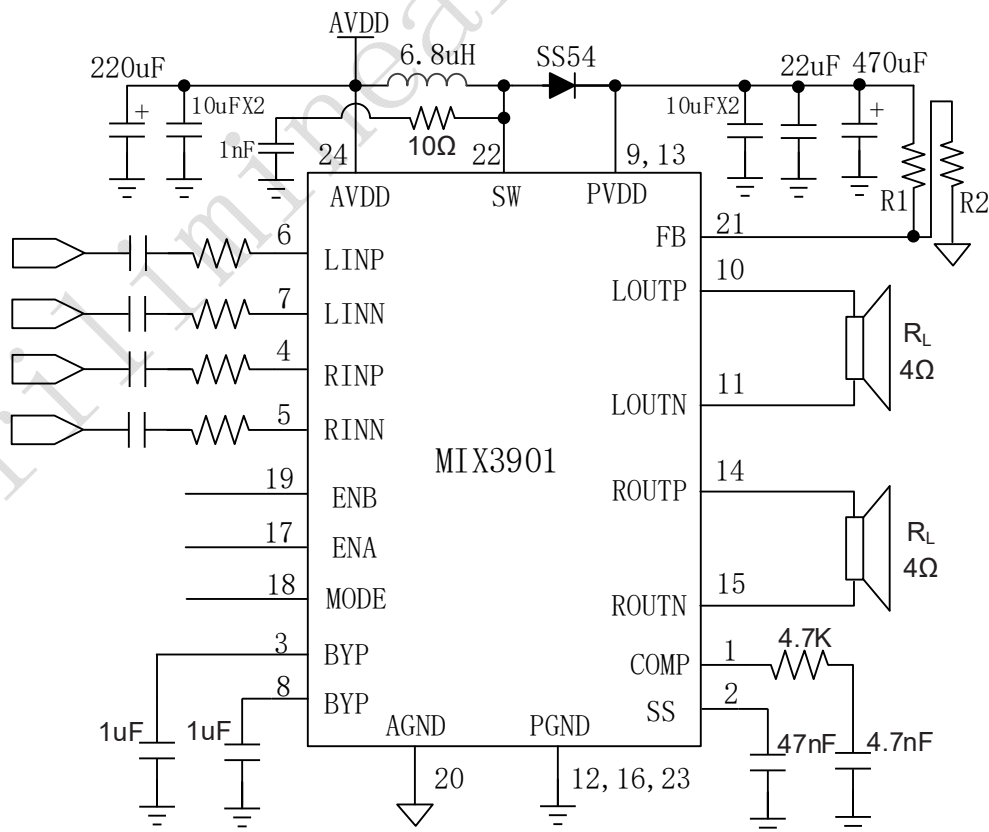 AVDD
6.8uH
SS54
220uF
10uFX2
+
1nF
10Ω
10uFX2
22uF
470uF
+
24
22
9, 13
R1
R2
AVDD
SW
PVDD
6
LINP
FB
21
7
LINN
LOUTP
10
4
RINP
RL
4Ω
5
RINN
LOUTN
11
MIX3901
19
ENB
ROUTP
14
17
ENA
RL
4Ω
18
MODE
ROUTN
15
3
BYP
COMP
1
4.7K
8
BYP
SS
2
1uF
1uF
AGND
PGND
47nF
4.7nF
20
12, 16, 23